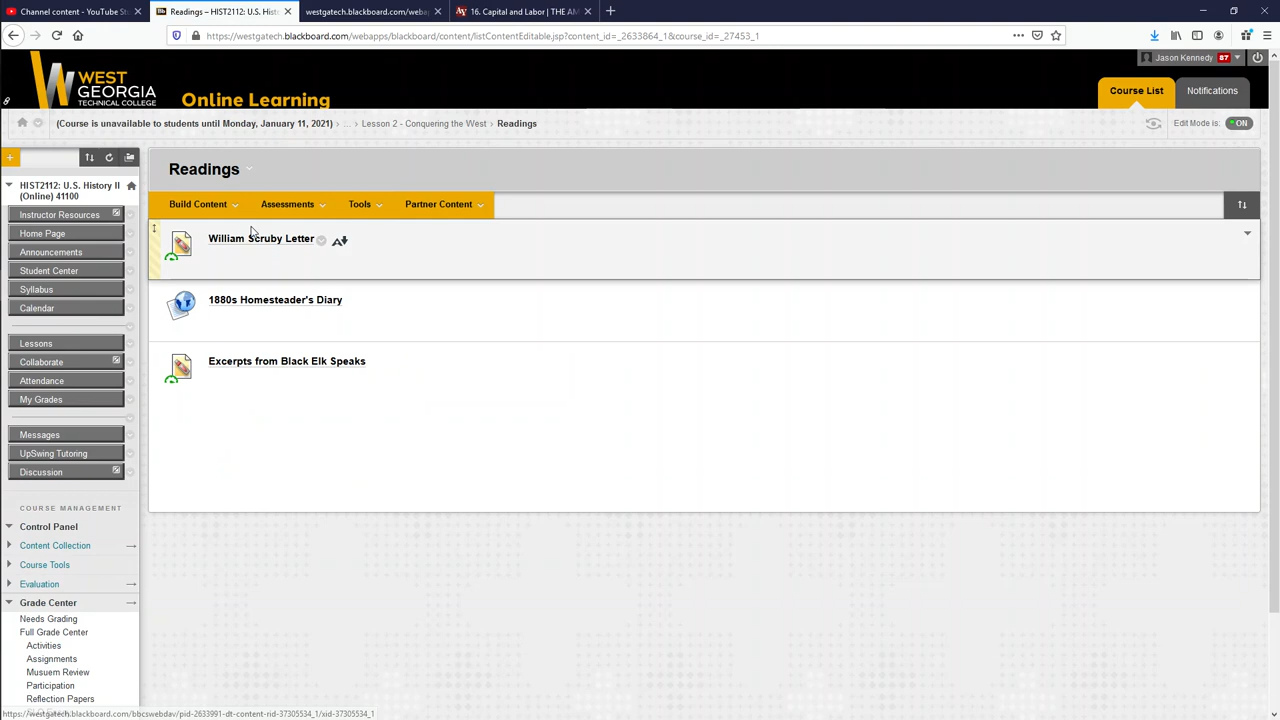 Channel content - YouTube St
Readings – HIST2112: U.S. Hist
westgatech.blackboard.com/webap
16. Capital and Labor | THE AM
https://westgatech.blackboard.com/webapps/blackboard/content/listContentEditable.jsp?content_id=_2633864_1&course_id=_27453_1
Jason Kennedy 87
WEST GEORGIA TECHNICAL COLLEGE
Online Learning
Course List
Notifications
(Course is unavailable to students until Monday, January 11, 2021) > ... > Lesson 2 - Conquering the West > Readings
Edit Mode is: ON
HIST2112: U.S. History II (Online) 41100
Instructor Resources
Home Page
Announcements
Student Center
Syllabus
Calendar
Lessons
Collaborate
Attendance
My Grades
Messages
UpSwing Tutoring
Discussion
COURSE MANAGEMENT
Control Panel
Content Collection
Course Tools
Evaluation
Grade Center
Needs Grading
Full Grade Center
Activities
Assignments
Musuem Review
Participation
Reflection Papers
Readings
Build Content
Assessments
Tools
Partner Content
William Scruby Letter
1880s Homesteader's Diary
Excerpts from Black Elk Speaks
https://westgatech.blackboard.com/bbcswebdav/pid-2633991-dt-content-rid-37305534_1/xid-37305534_1